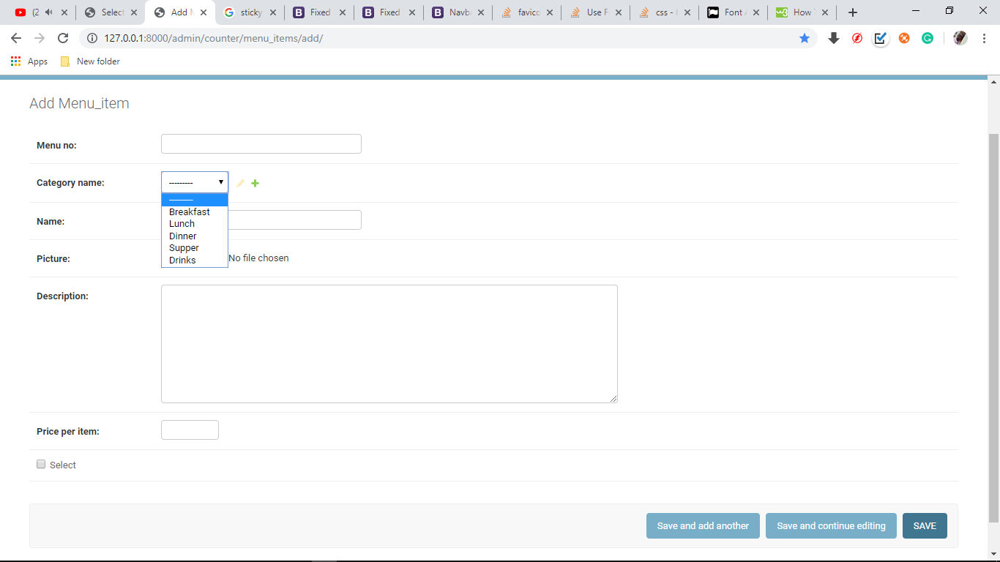 (2
Select
Add M
sticky
Fixed
Fixed
Navba
favico
Use F
css -
Font A
How T
127.0.0.1:8000/admin/counter/menu_items/add/
Apps
New folder
Add Menu_item
Menu no:
Category name:
---------
---------
Breakfast
Lunch
Dinner
Supper
Drinks
Name:
Picture:
No file chosen
Description:
Price per item:
Select
Save and add another
Save and continue editing
SAVE